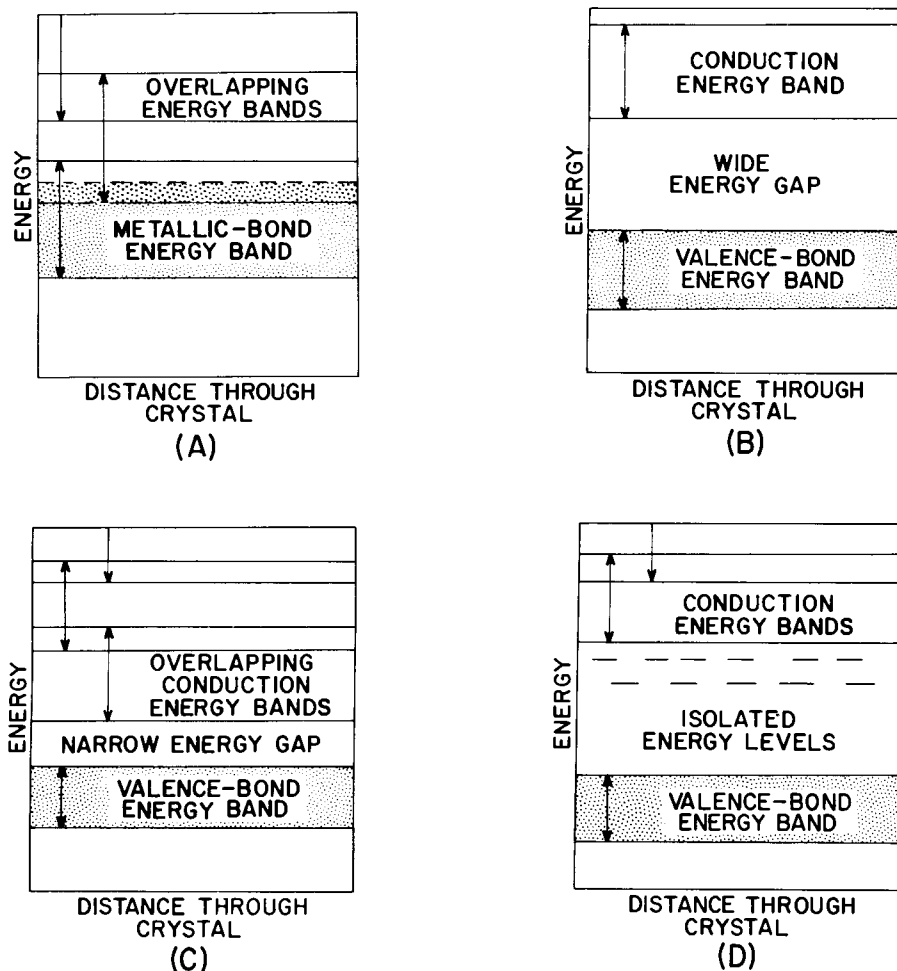 OVERLAPPING
ENERGY BANDS
METALLIC-BOND
ENERGY BAND
ENERGY
DISTANCE THROUGH
CRYSTAL
(A)
CONDUCTION
ENERGY BAND
WIDE
ENERGY GAP
VALENCE-BOND
ENERGY BAND
ENERGY
DISTANCE THROUGH
CRYSTAL
(B)
OVERLAPPING
CONDUCTION
ENERGY BANDS
NARROW ENERGY GAP
VALENCE-BOND
ENERGY BAND
ENERGY
DISTANCE THROUGH
CRYSTAL
(C)
CONDUCTION
ENERGY BANDS
ISOLATED
ENERGY LEVELS
VALENCE-BOND
ENERGY BAND
ENERGY
DISTANCE THROUGH
CRYSTAL
(D)